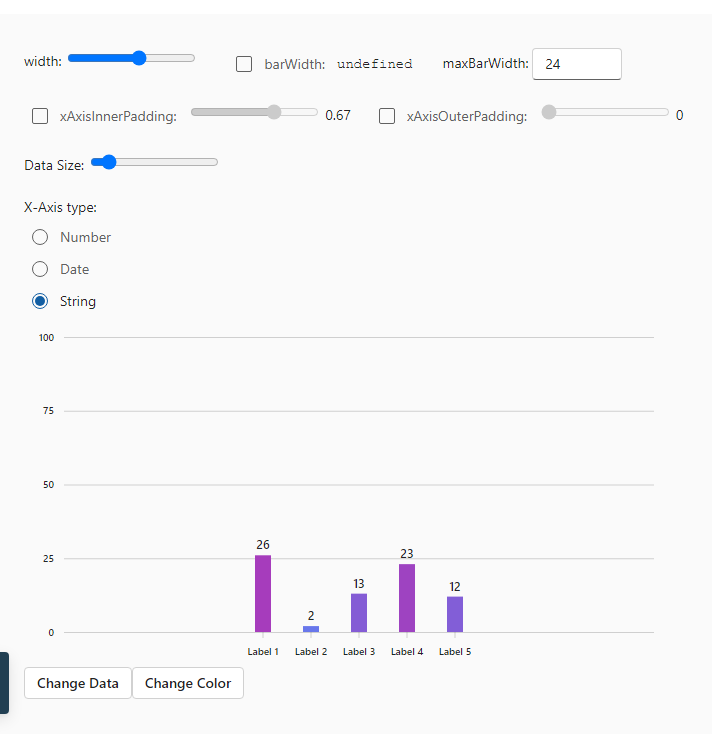 width: barWidth: undefined maxBarWidth: 24
xAxisInnerPadding: 0.67 xAxisOuterPadding: 0
Data Size:
X-Axis type:
Number
Date
String
100
75
50
25
0
26
2
13
23
12
Label 1 Label 2 Label 3 Label 4 Label 5
Change Data Change Color